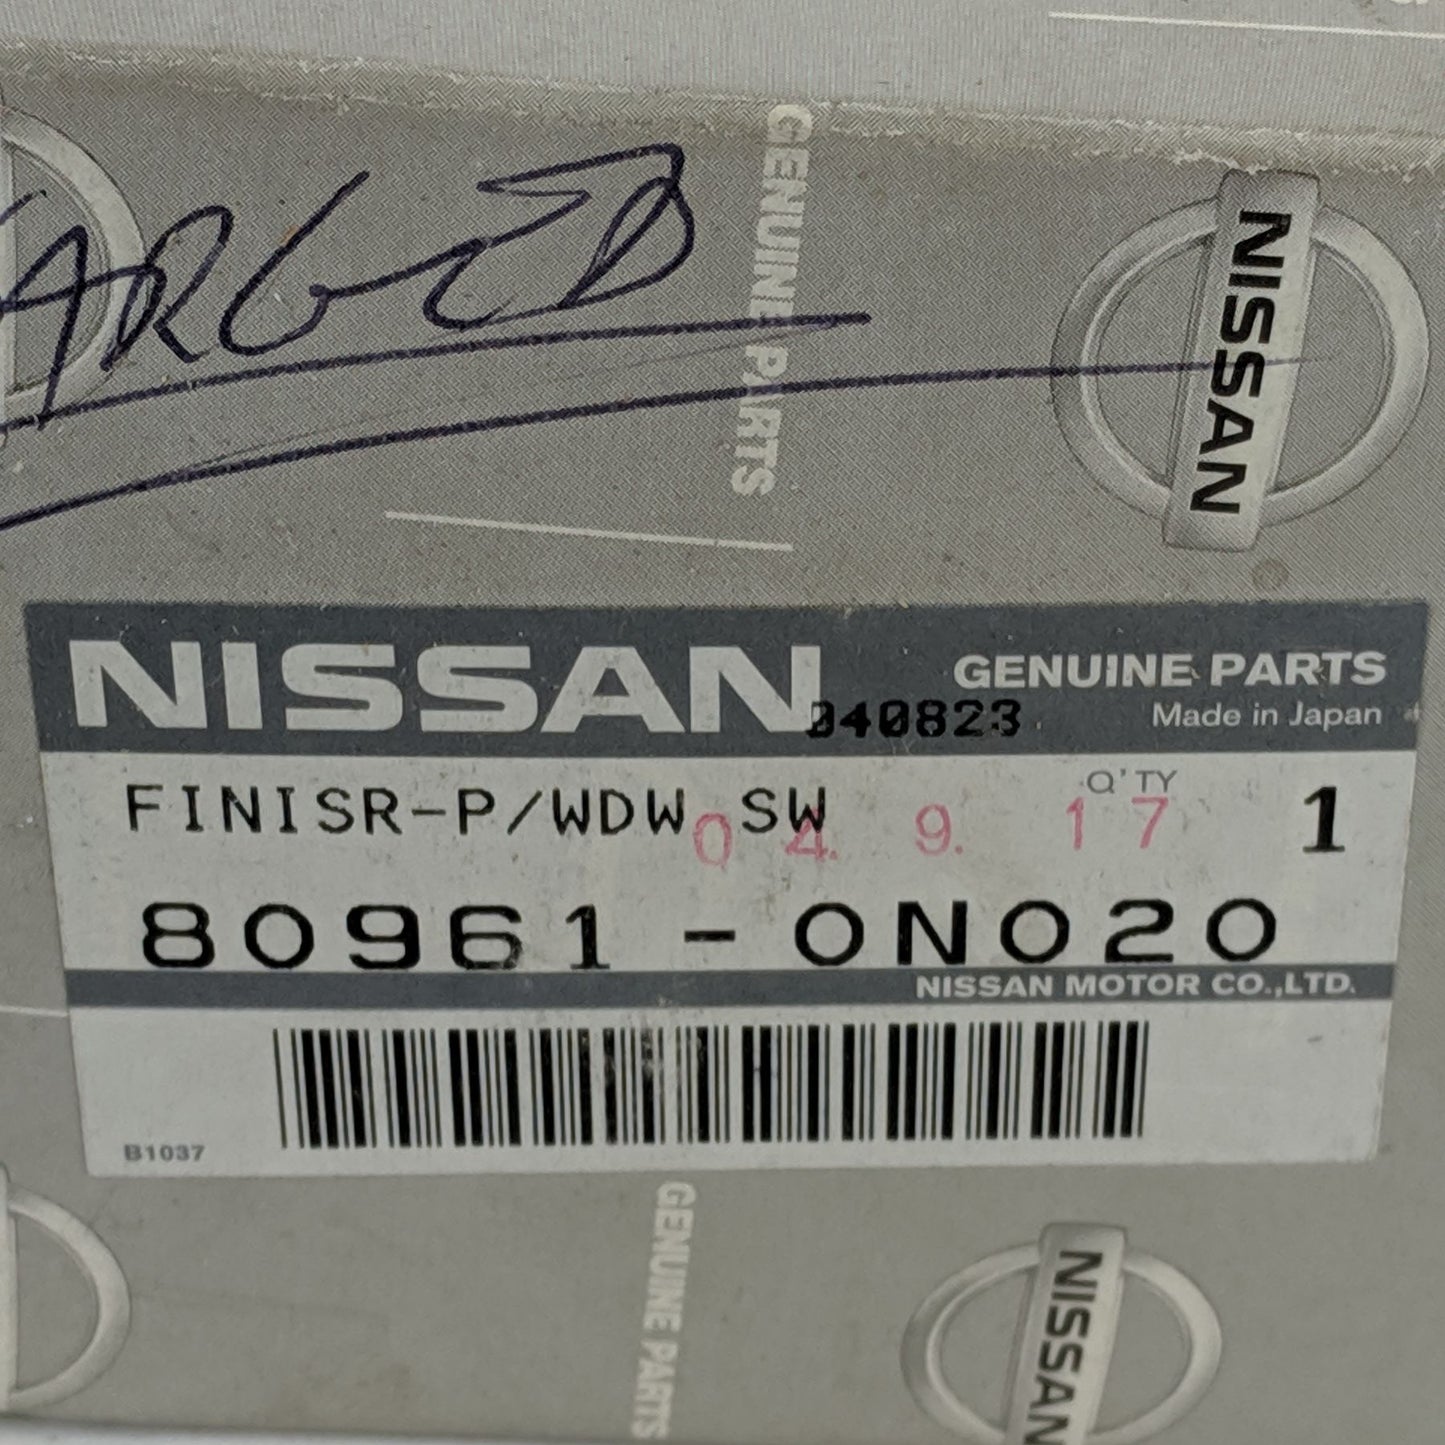 ARGED
GENUINE PARTS
NISSAN
NISSAN
GENUINE PARTS
040823
Made in Japan
FINISR-P/WDW SW
Q'TY
1
04. 9. 17
80961-0N020
NISSAN MOTOR CO.,LTD.
B1037
GENUINE PARTS
NISSAN